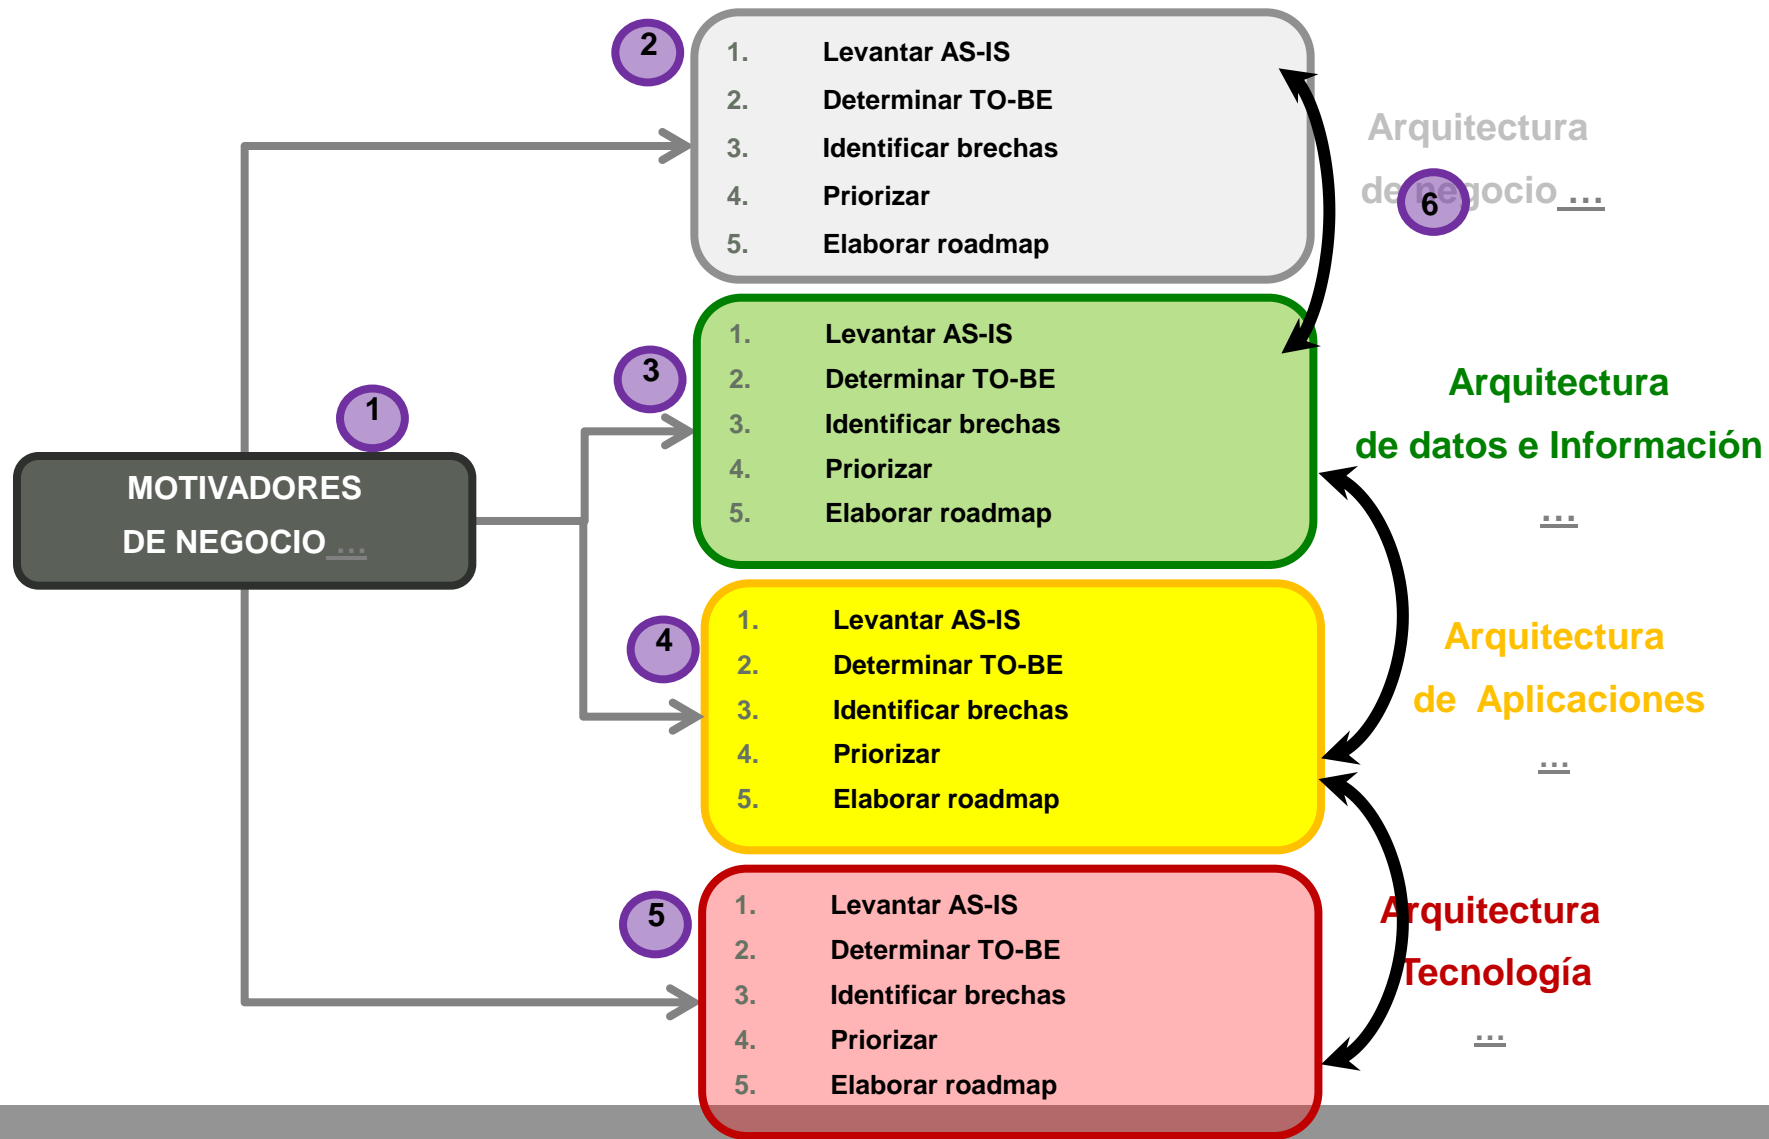 2
1. Levantar AS-IS
2. Determinar TO-BE
3. Identificar brechas
4. Priorizar
5. Elaborar roadmap
Arquitectura
de negocio ...
6
3
1. Levantar AS-IS
2. Determinar TO-BE
3. Identificar brechas
4. Priorizar
5. Elaborar roadmap
Arquitectura
de datos e Información
...
1
MOTIVADORES
DE NEGOCIO ...
4
1. Levantar AS-IS
2. Determinar TO-BE
3. Identificar brechas
4. Priorizar
5. Elaborar roadmap
Arquitectura
de Aplicaciones
...
5
1. Levantar AS-IS
2. Determinar TO-BE
3. Identificar brechas
4. Priorizar
5. Elaborar roadmap
Arquitectura
Tecnología
...